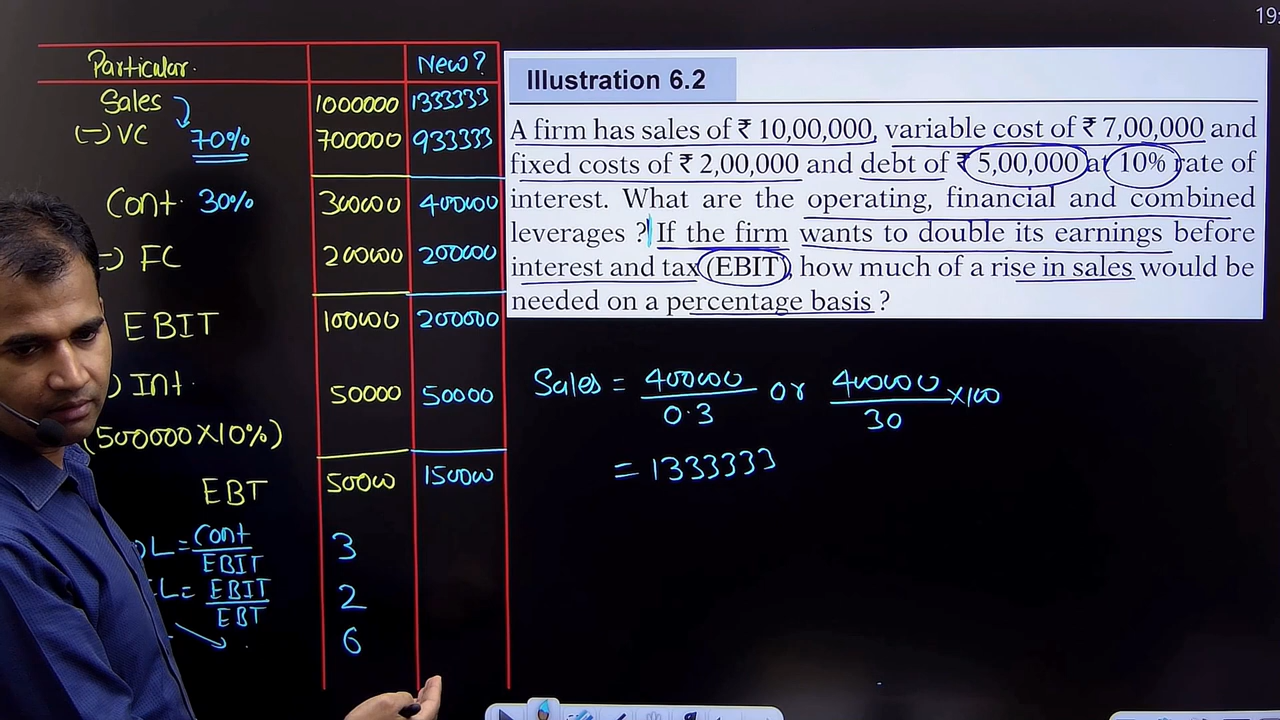 19:
Particular. New?
Sales 1000000 1333333
(-) VC 70% 700000 933333
Cont. 30% 300000 400000
) FC 200000 200000
EBIT 100000 200000
) Int. 50000 50000
(500000X10%)
EBT 50000 150000
OL = Cont / EBIT 3
L = EBIT / EBT 2
6
Illustration 6.2
A firm has sales of ₹ 10,00,000, variable cost of ₹ 7,00,000 and
fixed costs of ₹ 2,00,000 and debt of ₹ 5,00,000 at 10% rate of
interest. What are the operating, financial and combined
leverages ? If the firm wants to double its earnings before
interest and tax (EBIT), how much of a rise in sales would be
needed on a percentage basis ?
Sales = 400000 / 0.3 or 400000 / 30 X100
= 1333333